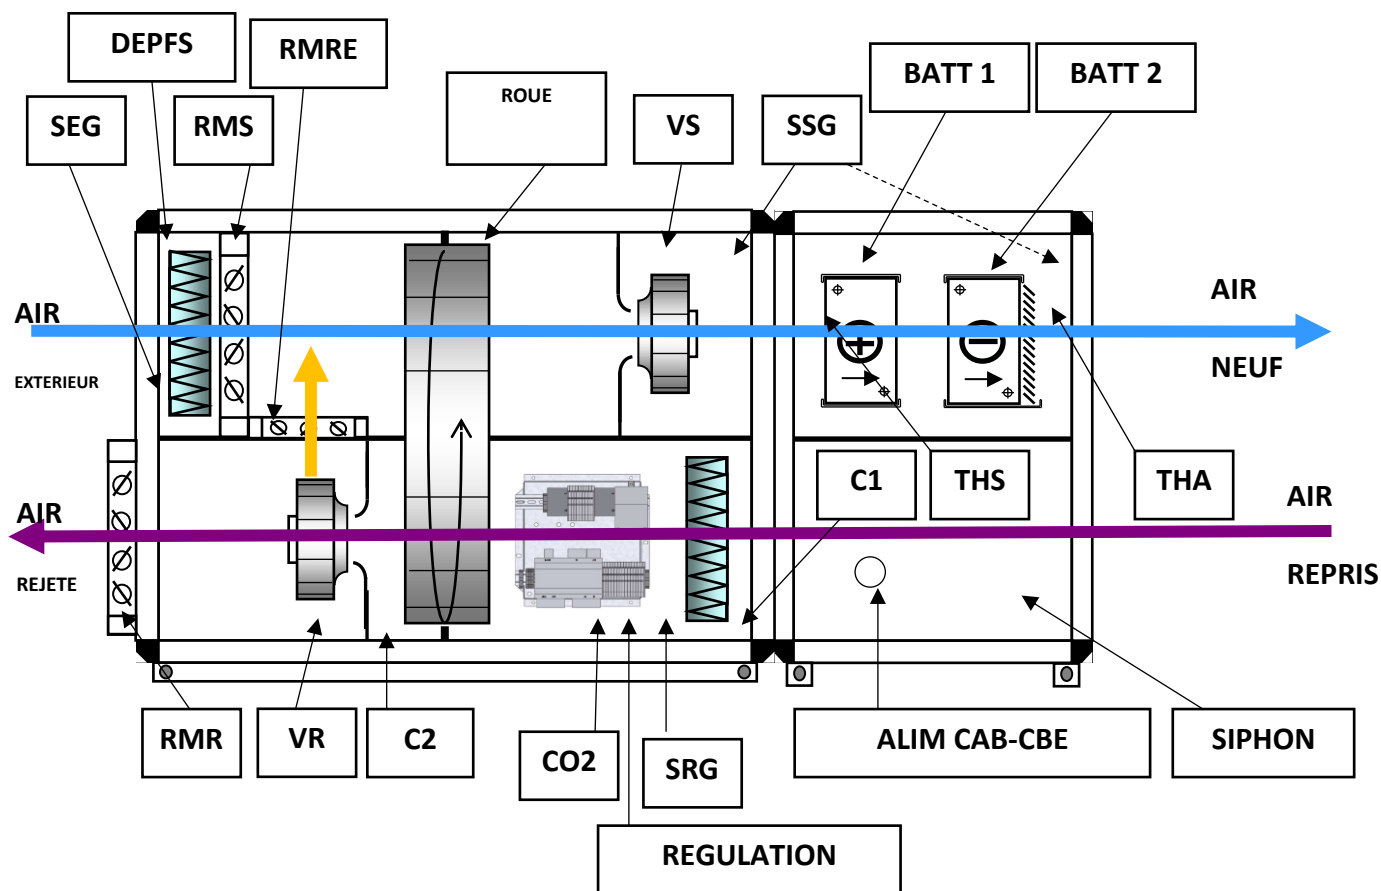 DEPFS
RMRE
ROUE
BATT 1
BATT 2
SEG
RMS
VS
SSG
AIR
EXTERIEUR
AIR
NEUF
C1
THS
THA
AIR
REJETE
AIR
REPRIS
RMR
VR
C2
CO2
SRG
ALIM CAB-CBE
SIPHON
REGULATION